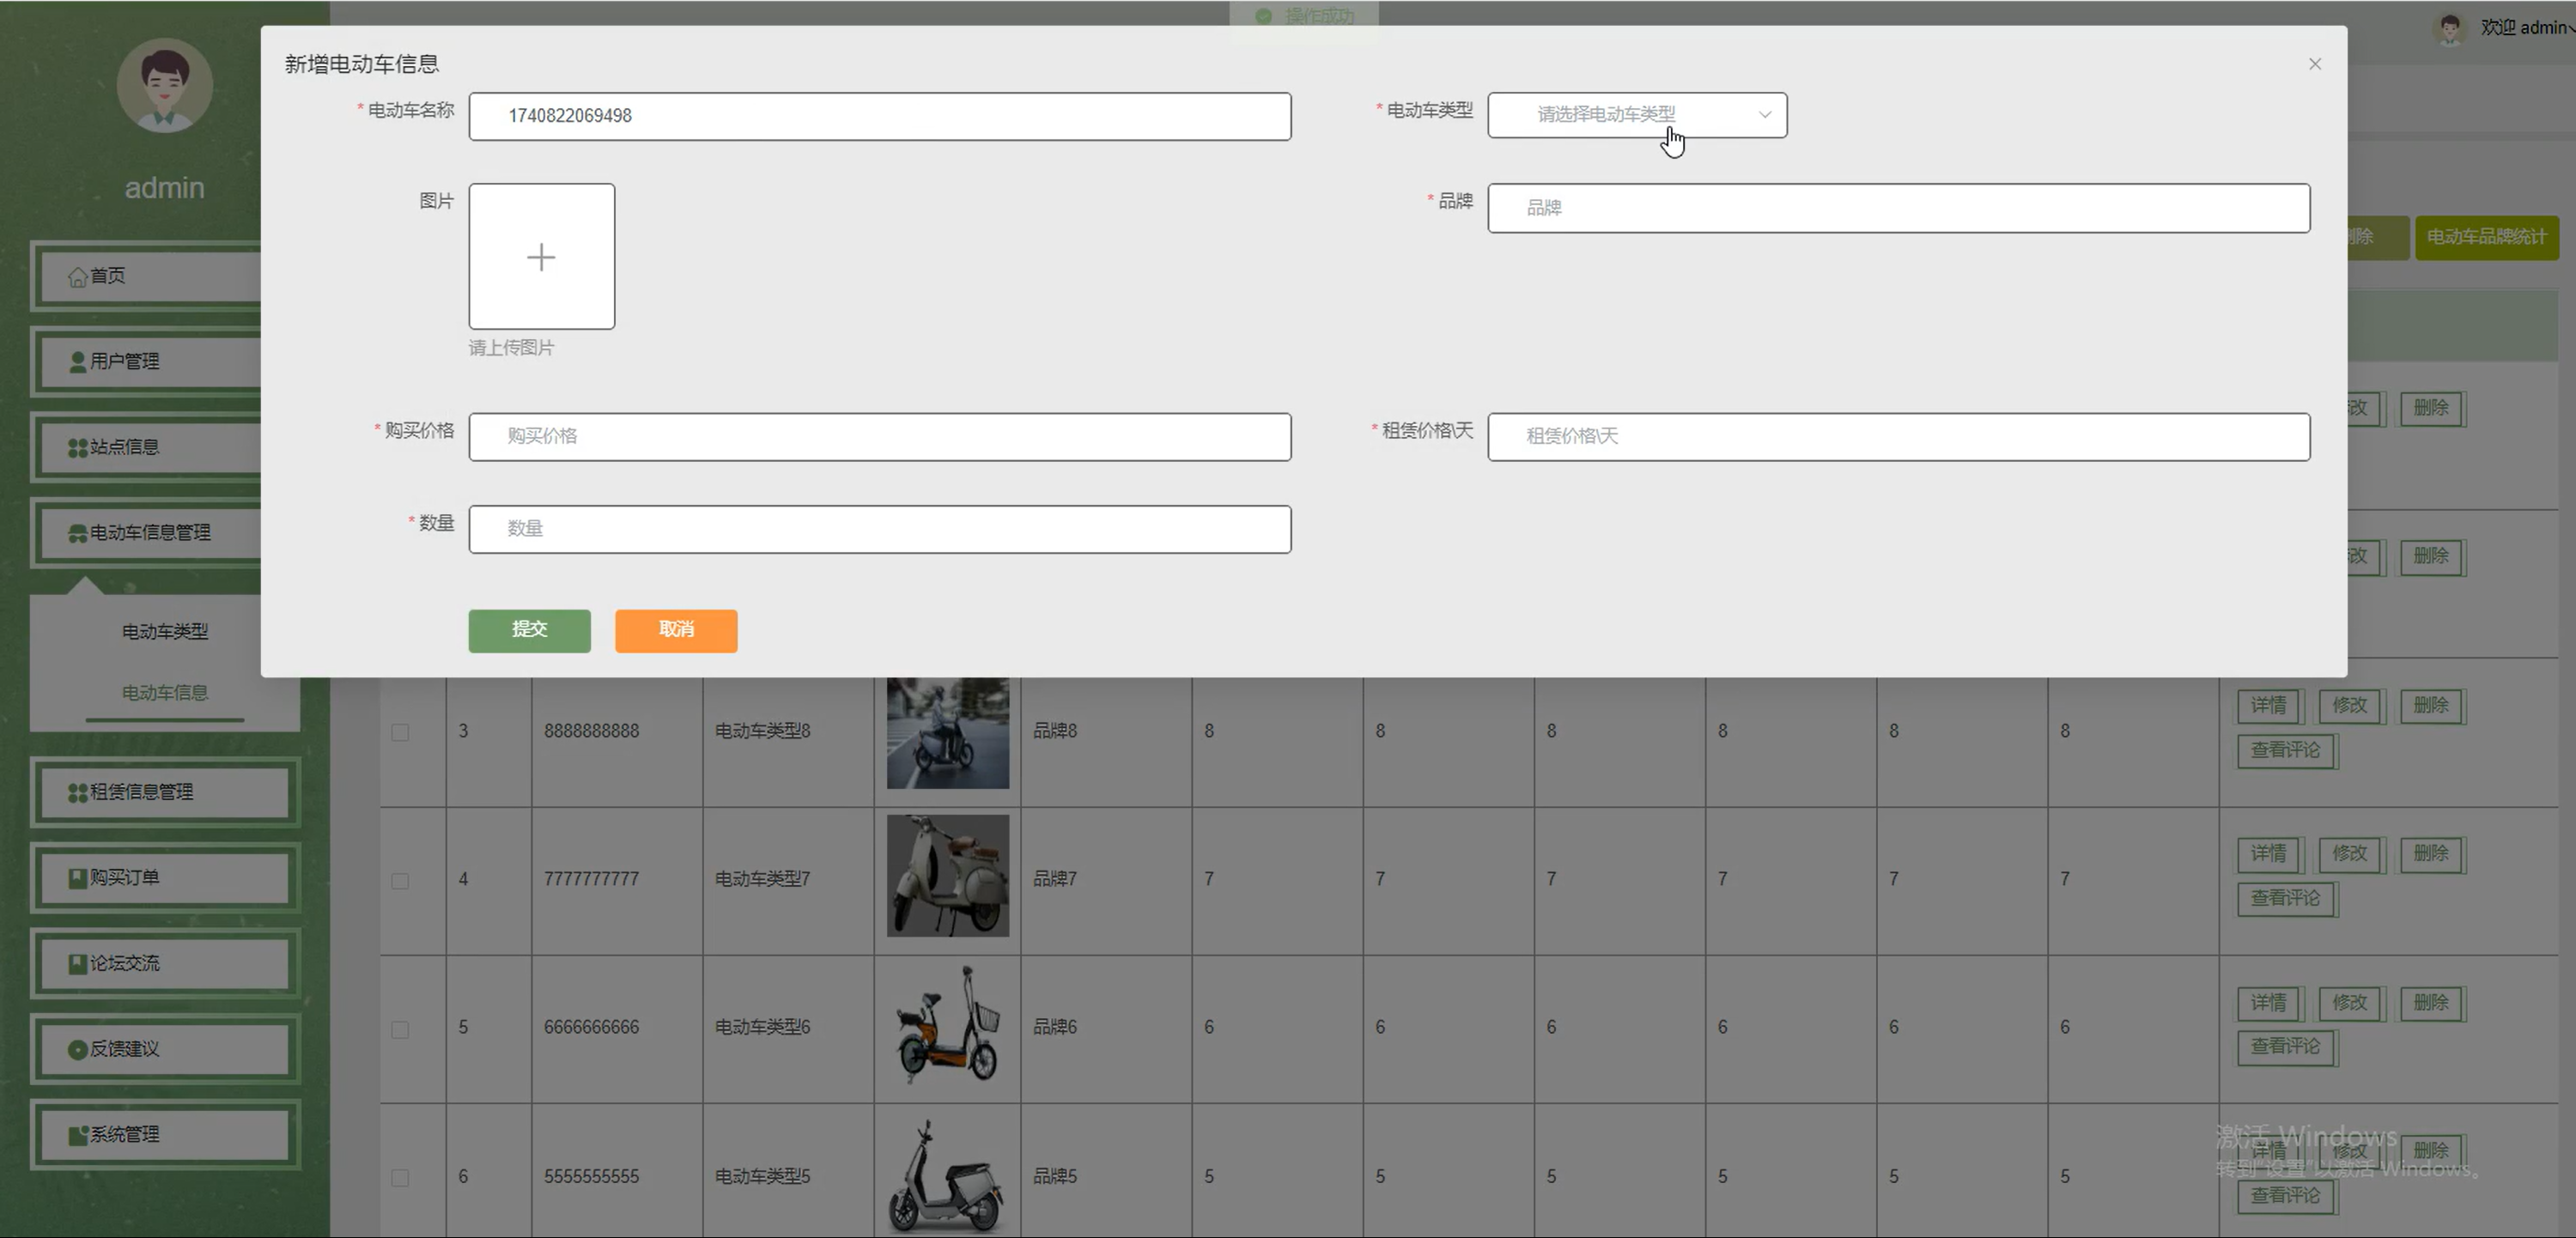 操作成功
欢迎 admin
新增电动车信息
* 电动车名称
1740822069498
* 电动车类型
请选择电动车类型
图片
请上传图片
* 品牌
品牌
* 购买价格
购买价格
* 租赁价格\天
租赁价格\天
* 数量
数量
提交
取消
admin
首页
用户管理
站点信息
电动车信息管理
电动车类型
电动车信息
租赁信息管理
购买订单
论坛交流
反馈建议
系统管理
删除
电动车品牌统计
改 删除
改 删除
3 8888888888 电动车类型8 品牌8 8 8 8 8 8 8 详情 修改 删除
查看评论
4 7777777777 电动车类型7 品牌7 7 7 7 7 7 7 详情 修改 删除
查看评论
5 6666666666 电动车类型6 品牌6 6 6 6 6 6 6 详情 修改 删除
查看评论
6 5555555555 电动车类型5 品牌5 5 5 5 5 5 5 详情 修改 删除
查看评论
激活 Windows
转到“设置”以激活 Windows。